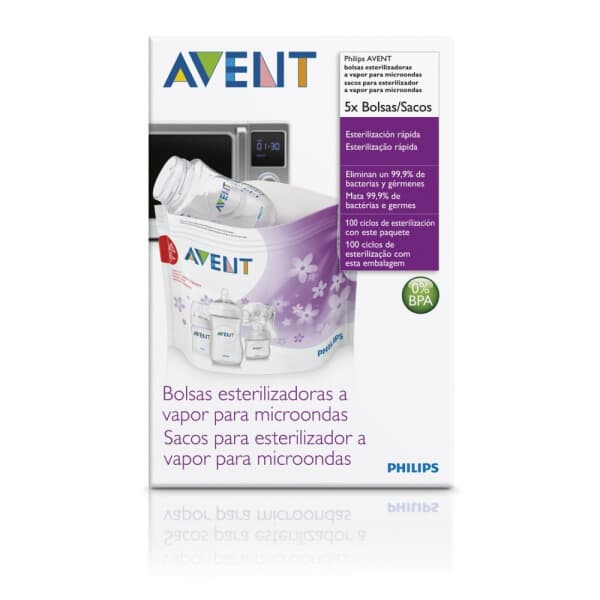 AVENT
Philips AVENT
bolsas esterilizadoras
a vapor para microondas
sacos para esterilizador
a vapor para microondas
5x Bolsas/Sacos
Esterilización rápida
Esterilização rápida
Eliminan un 99,9% de
bacterias y gérmenes
Mata 99,9% de
bactérias e germes
100 ciclos de esterilización
con este paquete
100 ciclos de
esterilização com
esta embalagem
0%
BPA
01:30
AVENT
AVENT
PHILIPS
Bolsas esterilizadoras a
vapor para microondas
Sacos para esterilizador a
vapor para microondas
PHILIPS